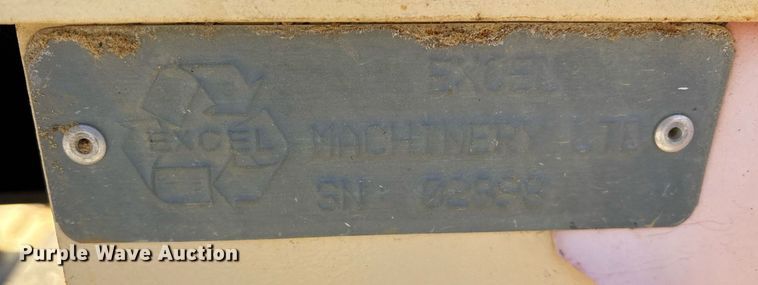 EXCEL
EXCEL
MACHINERY LTD
SN
Purple Wave Auction